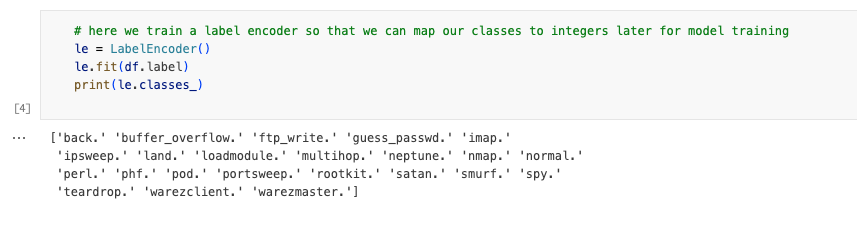 # here we train a label encoder so that we can map our classes to integers later for model training
le = LabelEncoder()
le.fit(df.label)
print(le.classes_)
[4]
... ['back.' 'buffer_overflow.' 'ftp_write.' 'guess_passwd.' 'imap.'
'ipsweep.' 'land.' 'loadmodule.' 'multihop.' 'neptune.' 'nmap.' 'normal.'
'perl.' 'phf.' 'pod.' 'portsweep.' 'rootkit.' 'satan.' 'smurf.' 'spy.'
'teardrop.' 'warezclient.' 'warezmaster.']